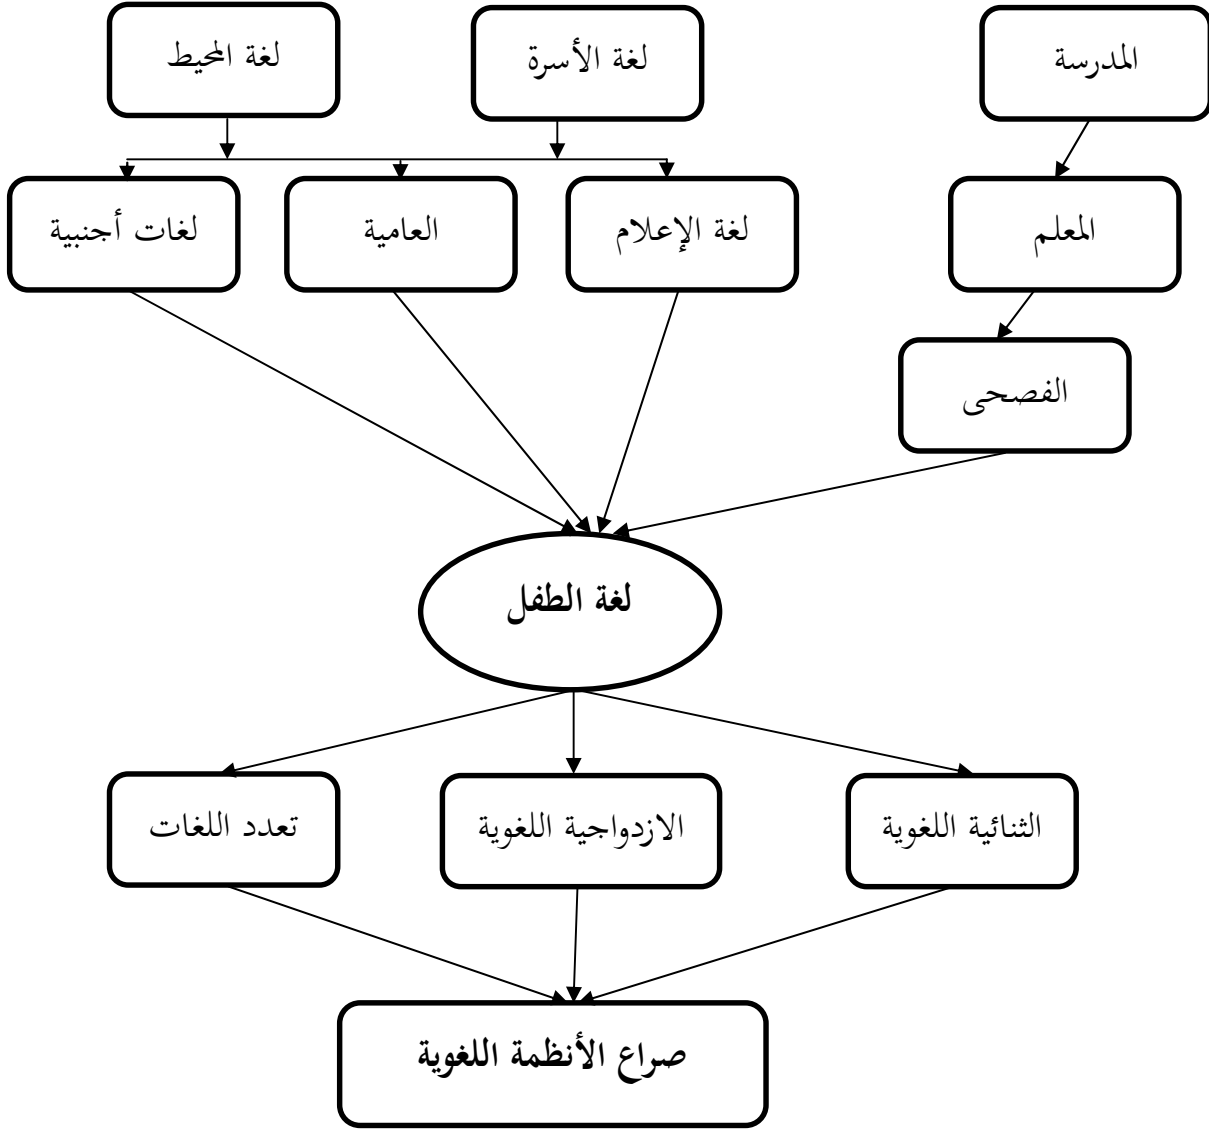 المدرسة
لغة الأسرة
لغة المحيط
المعلم
لغة الإعلام
العامية
لغات أجنبية
الفصحى
لغة الطفل
الثنائية اللغوية
الازدواجية اللغوية
تعدد اللغات
صراع الأنظمة اللغوية